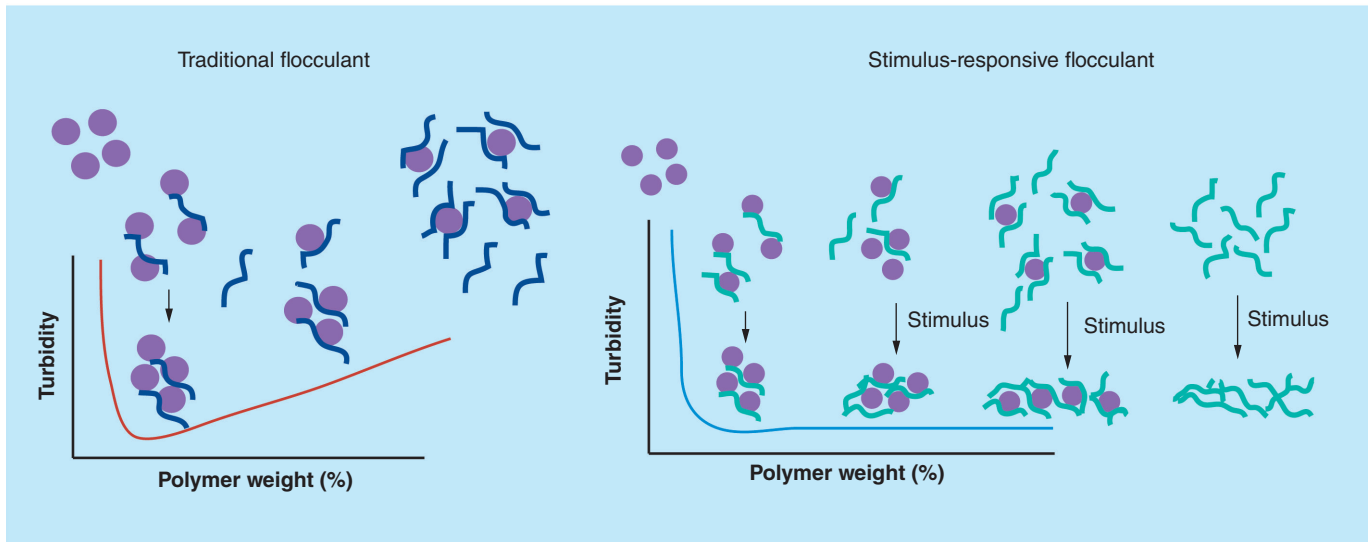 Traditional flocculant
Turbidity
Polymer weight (%)
Stimulus-responsive flocculant
Turbidity
Stimulus
Stimulus
Stimulus
Polymer weight (%)